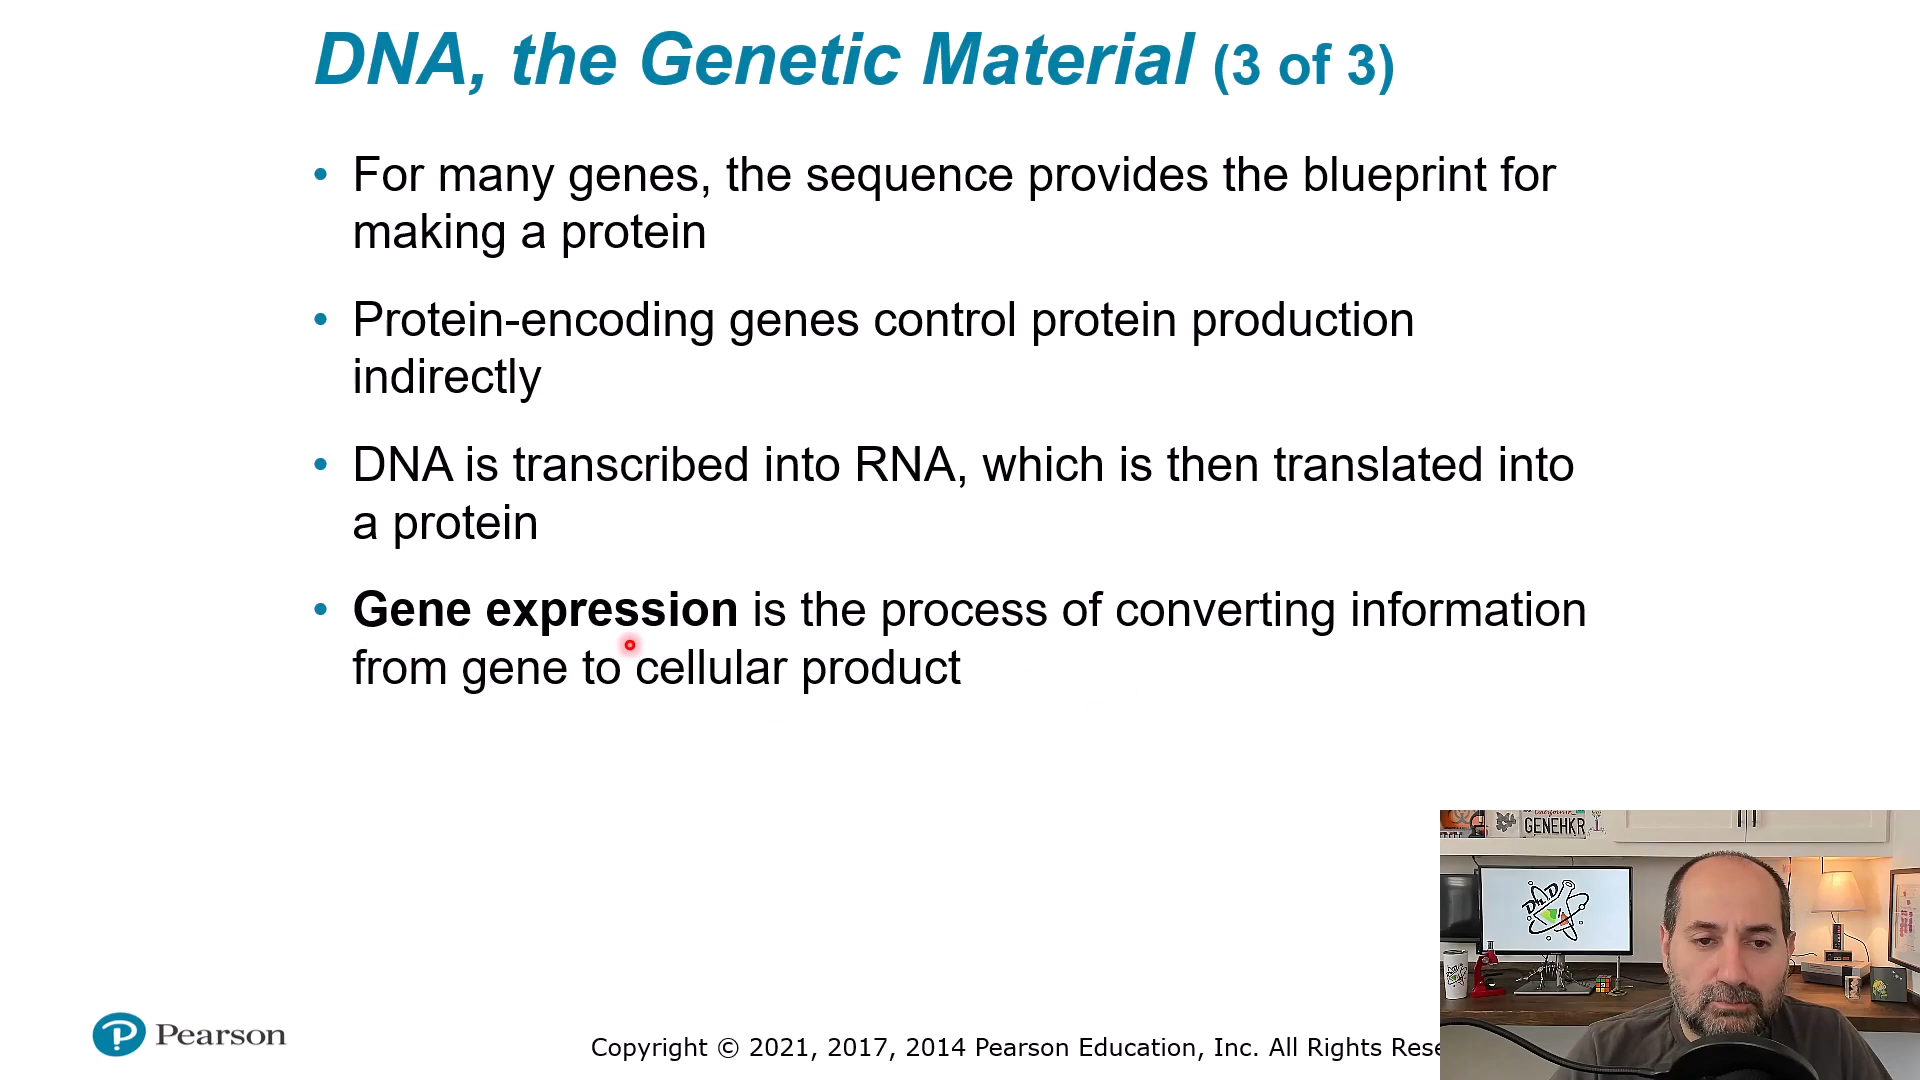 DNA, the Genetic Material (3 of 3)
• For many genes, the sequence provides the blueprint for
making a protein
• Protein-encoding genes control protein production
indirectly
• DNA is transcribed into RNA, which is then translated into
a protein
• Gene expression is the process of converting information
from gene to cellular product
GENEHKR
Pearson
Copyright © 2021, 2017, 2014 Pearson Education, Inc. All Rights Rese